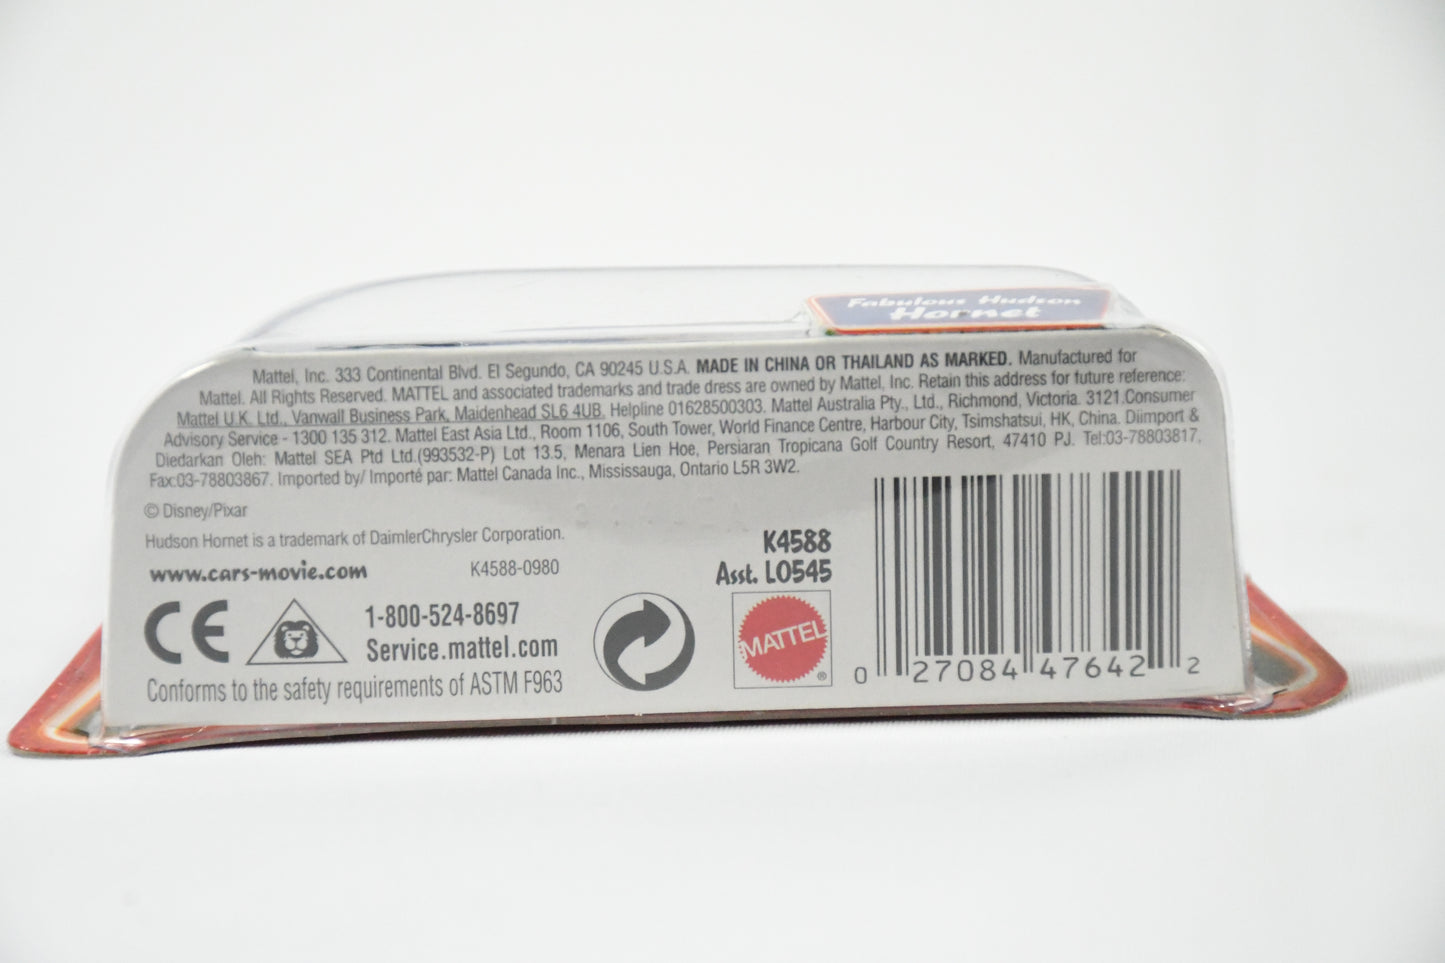 Fabulous Hudson
Hornet
Mattel, Inc. 333 Continental Blvd. El Segundo, CA 90245 U.S.A. MADE IN CHINA OR THAILAND AS MARKED. Manufactured for
Mattel. All Rights Reserved. MATTEL and associated trademarks and trade dress are owned by Mattel, Inc. Retain this address for future reference:
Mattel U.K. Ltd., Vanwall Business Park, Maidenhead SL6 4UB. Helpline 01628500303. Mattel Australia Pty., Ltd., Richmond, Victoria. 3121.Consumer
Advisory Service - 1300 135 312. Mattel East Asia Ltd., Room 1106, South Tower, World Finance Centre, Harbour City, Tsimshatsui, HK, China. Diimport &
Diedarkan Oleh: Mattel SEA Ptd Ltd.(993532-P) Lot 13.5, Menara Lien Hoe, Persiaran Tropicana Golf Country Resort, 47410 PJ. Tel:03-78803817,
Fax:03-78803867. Imported by/ Importé par: Mattel Canada Inc., Mississauga, Ontario L5R 3W2.
© Disney/Pixar
Hudson Hornet is a trademark of DaimlerChrysler Corporation.
www.cars-movie.com K4588-0980
K4588
Asst. L0545
CE
1-800-524-8697
Service.mattel.com
Conforms to the safety requirements of ASTM F963
MATTEL®
0 27084 47642 2